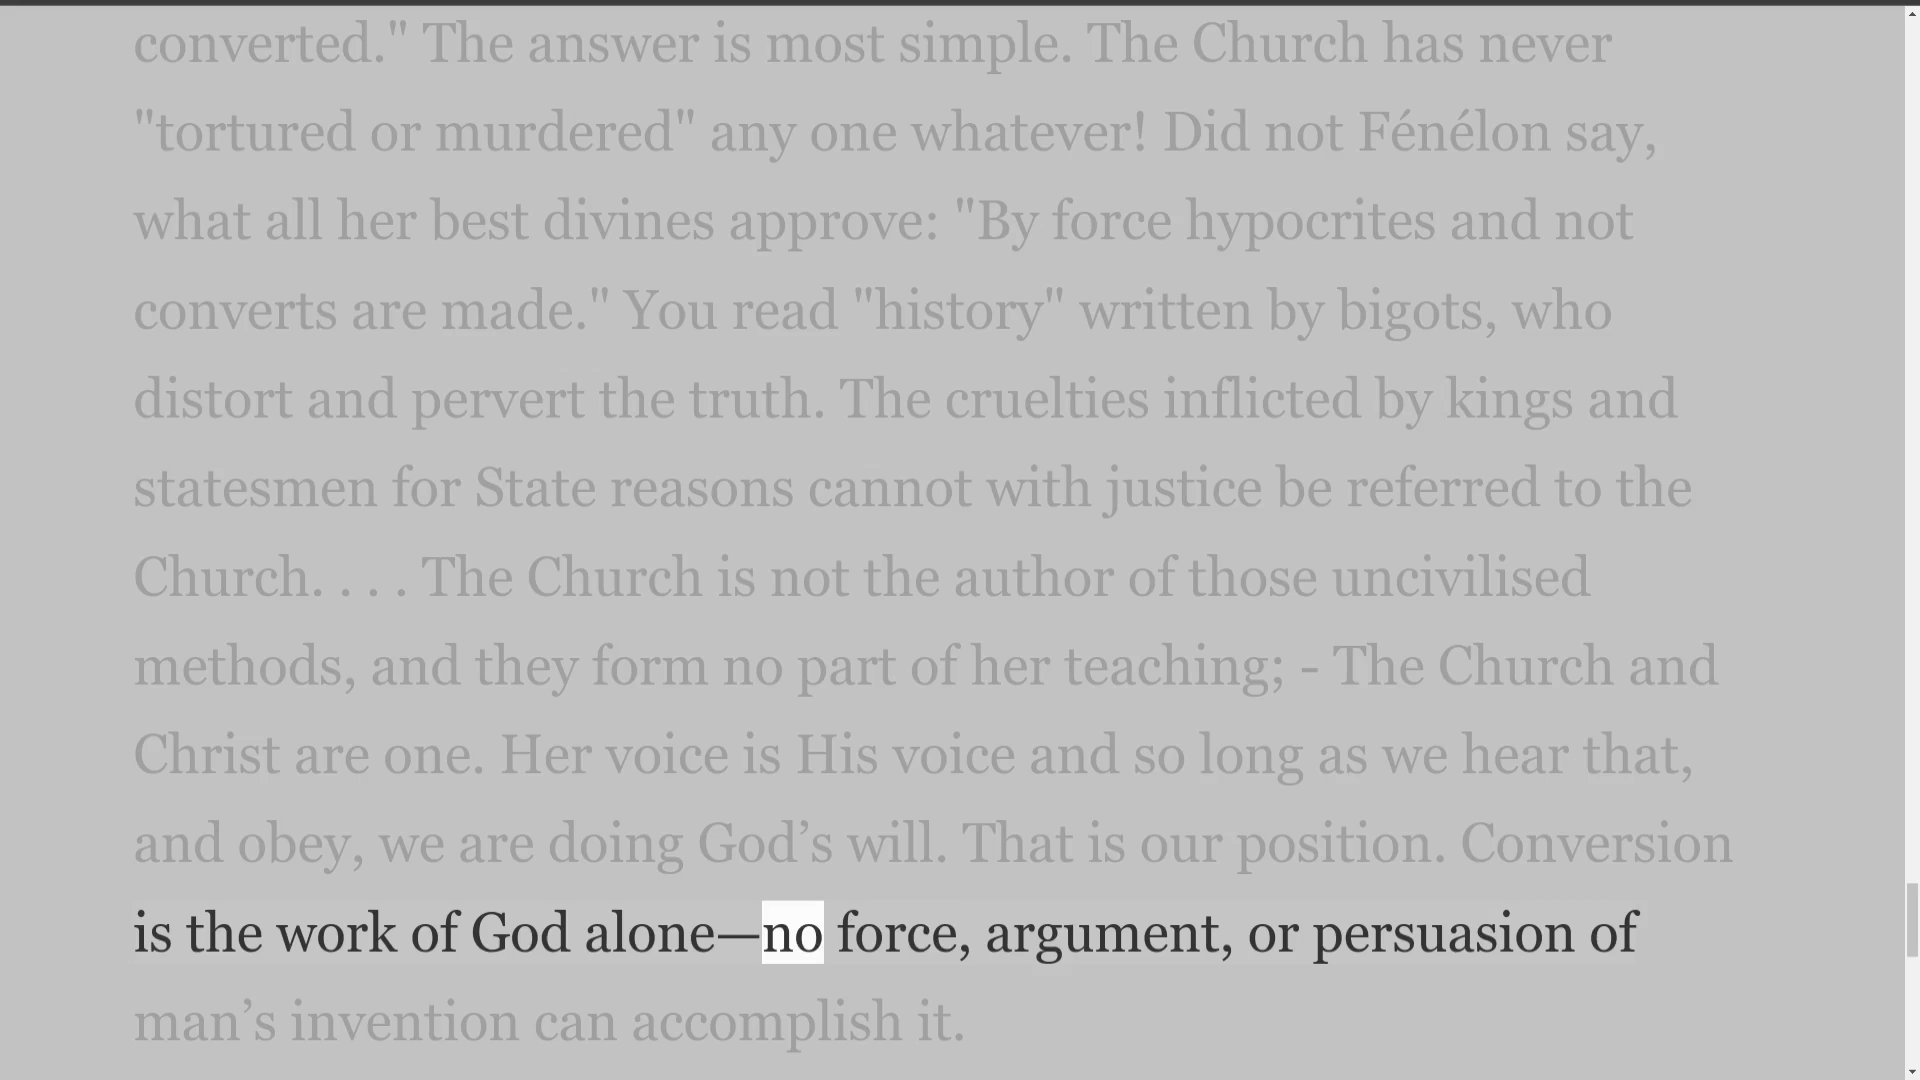 converted." The answer is most simple. The Church has never
"tortured or murdered" any one whatever! Did not Fénélon say,
what all her best divines approve: "By force hypocrites and not
converts are made." You read "history" written by bigots, who
distort and pervert the truth. The cruelties inflicted by kings and
statesmen for State reasons cannot with justice be referred to the
Church. . . . The Church is not the author of those uncivilised
methods, and they form no part of her teaching; - The Church and
Christ are one. Her voice is His voice and so long as we hear that,
and obey, we are doing God’s will. That is our position. Conversion
is the work of God alone—no force, argument, or persuasion of
man’s invention can accomplish it.